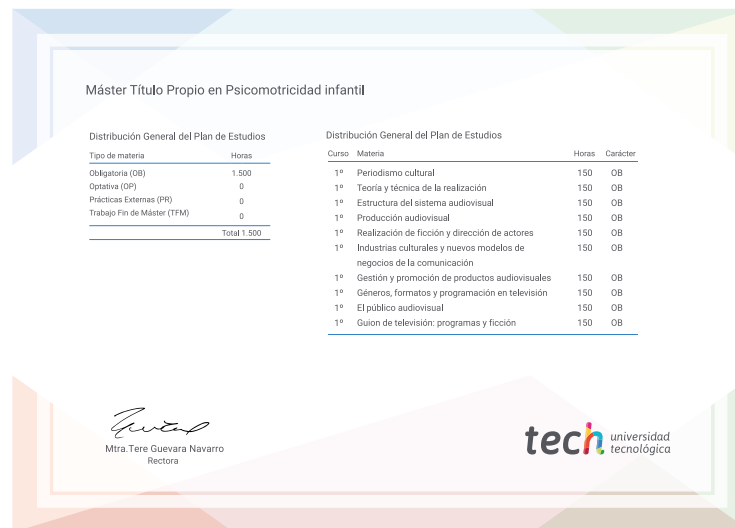 Máster Título Propio en Psicomotricidad infantil
Distribución General del Plan de Estudios
Tipo de materia Horas
Obligatoria (OB) 1.500
Optativa (OP) 0
Prácticas Externas (PR) 0
Trabajo Fin de Máster (TFM) 0
Total 1.500
Distribución General del Plan de Estudios
Curso Materia Horas Carácter
1º Periodismo cultural 150 OB
1º Teoría y técnica de la realización 150 OB
1º Estructura del sistema audiovisual 150 OB
1º Producción audiovisual 150 OB
1º Realización de ficción y dirección de actores 150 OB
1º Industrias culturales y nuevos modelos de 150 OB
negocios de la comunicación
1º Gestión y promoción de productos audiovisuales 150 OB
1º Géneros, formatos y programación en televisión 150 OB
1º El público audiovisual 150 OB
1º Guion de televisión: programas y ficción 150 OB
Mtra.Tere Guevara Navarro
Rectora
tech universidad
tecnológica